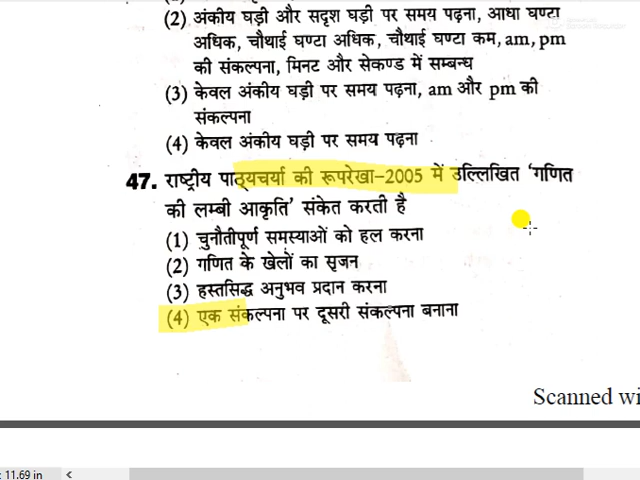 (2) अंकीय घड़ी और सदृश घड़ी पर समय पढ़ना, आधा घण्टा
अधिक, चौथाई घण्टा अधिक, चौथाई घण्टा कम, am, pm
की संकल्पना, मिनट और सेकण्ड में सम्बन्ध
(3) केवल अंकीय घड़ी पर समय पढ़ना, am और pm की
संकल्पना
(4) केवल अंकीय घड़ी पर समय पढ़ना
47. राष्ट्रीय पाठ्यचर्या की रूपरेखा-2005 में उल्लिखित ‘गणित
की लम्बी आकृति’ संकेत करती है
(1) चुनौतीपूर्ण समस्याओं को हल करना
(2) गणित के खेलों का सृजन
(3) हस्तसिद्ध अनुभव प्रदान करना
(4) एक संकल्पना पर दूसरी संकल्पना बनाना
Scanned wi
: 11.69 in